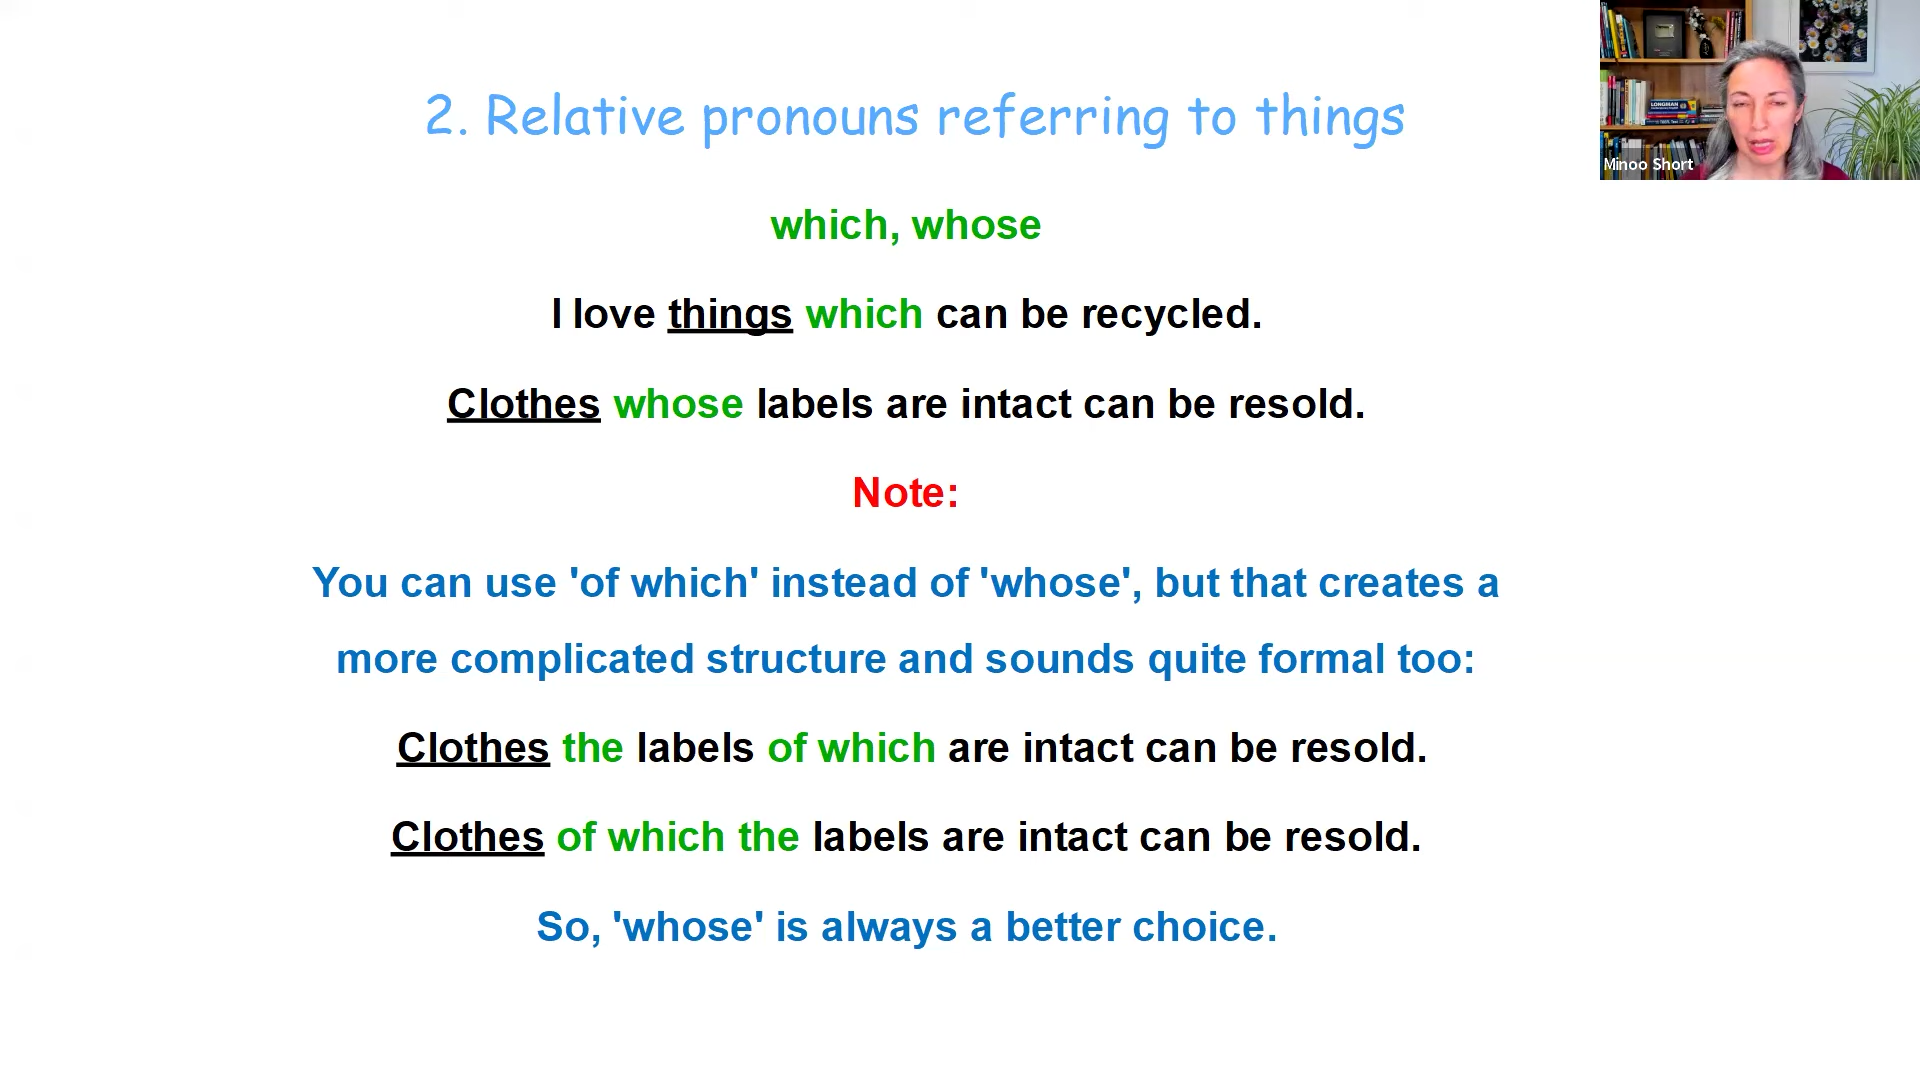 2. Relative pronouns referring to things
which, whose
I love things which can be recycled.
Clothes whose labels are intact can be resold.
Note:
You can use 'of which' instead of 'whose', but that creates a
more complicated structure and sounds quite formal too:
Clothes the labels of which are intact can be resold.
Clothes of which the labels are intact can be resold.
So, 'whose' is always a better choice.
LONGMAN
Minoo Short